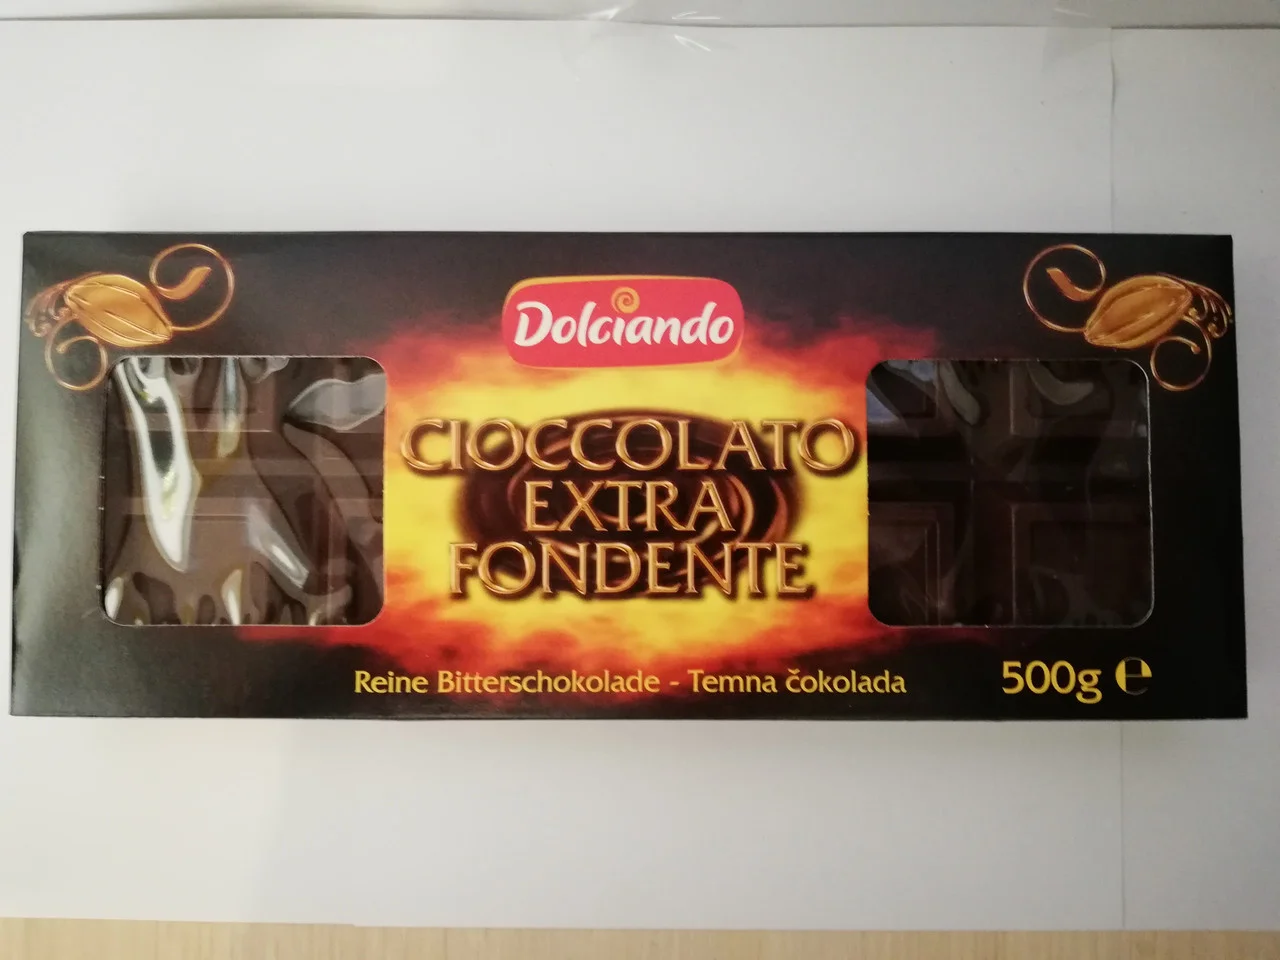 Dolciando
CIOCCOLATO
EXTRA
FONDENTE
Reine Bitterschokolade - Temna čokolada
500g ℮